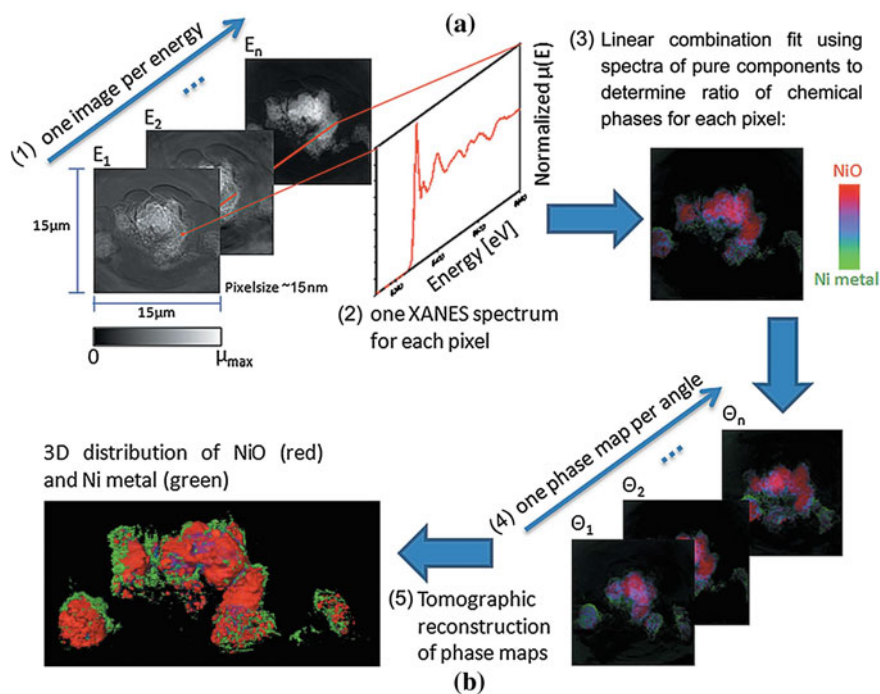 (a)
(1) one image per energy
E1
E2
...
En
15μm
15μm
Pixelsize ~15nm
0
μmax
Normalized μ(E)
Energy [eV]
(2) one XANES spectrum
for each pixel
(3) Linear combination fit using
spectra of pure components to
determine ratio of chemical
phases for each pixel:
NiO
Ni metal
(4) one phase map per angle
Θ1
Θ2
...
Θn
(5) Tomographic
reconstruction
of phase maps
3D distribution of NiO (red)
and Ni metal (green)
(b)